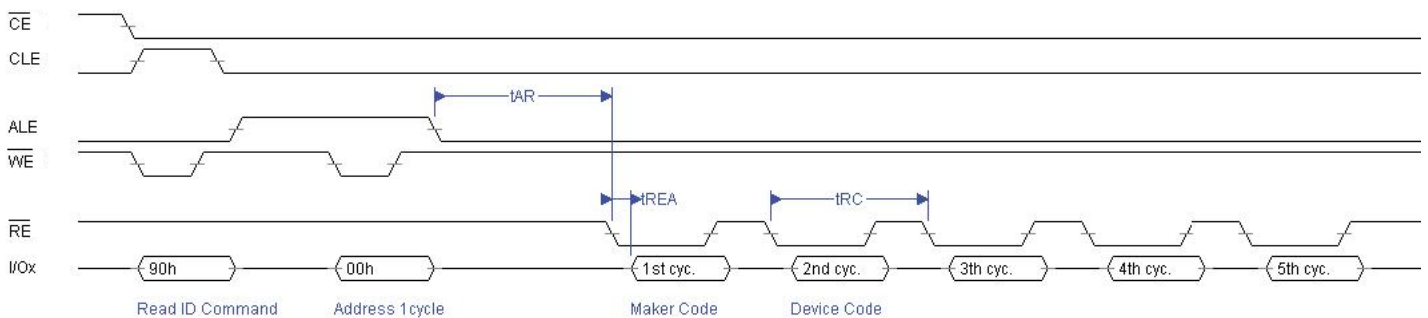 CE
CLE
tAR
ALE
WE
tREA
tRC
RE
I/Ox 90h 00h 1st cyc. 2nd cyc. 3th cyc. 4th cyc. 5th cyc.
Read ID Command Address 1cycle Maker Code Device Code